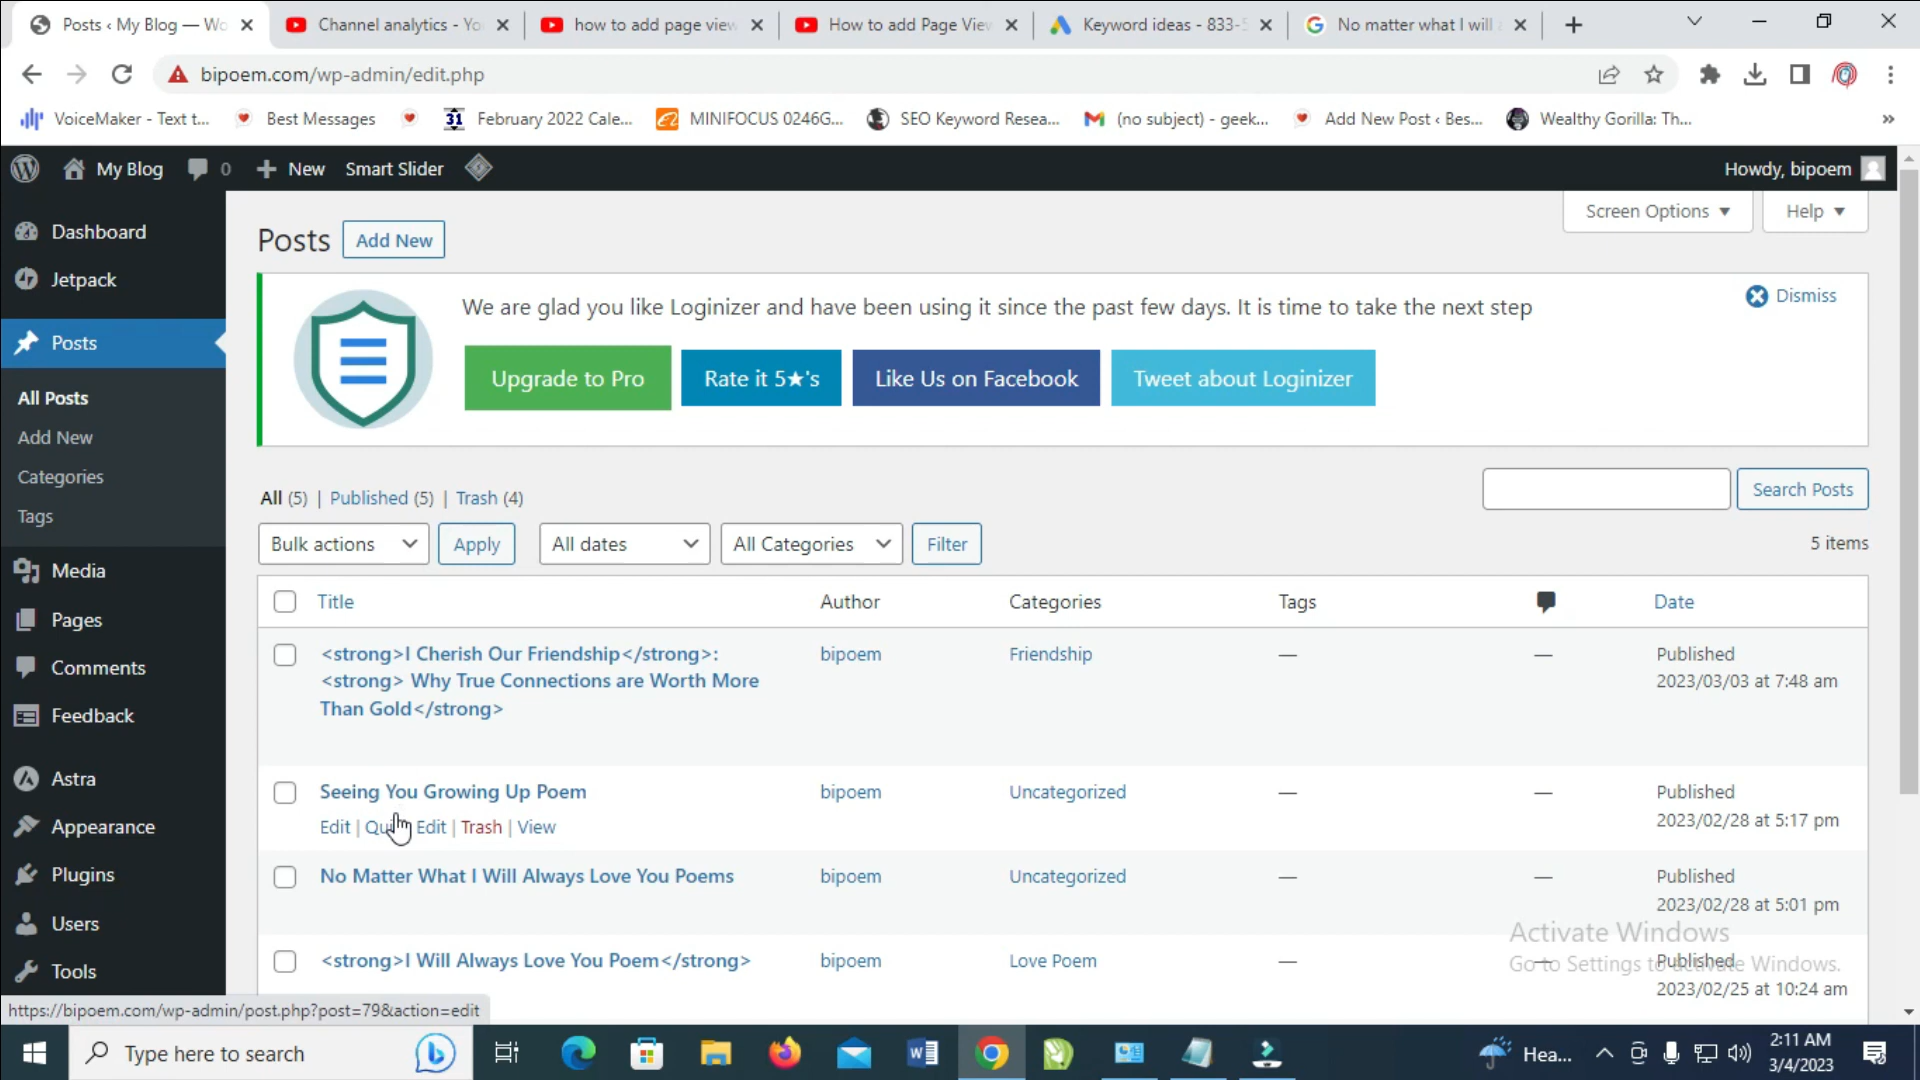 Posts ‹ My Blog — Wo
Channel analytics - Yo
how to add page view
How to add Page View
Keyword ideas - 833-5
No matter what I will a
bipoem.com/wp-admin/edit.php
VoiceMaker - Text t...
Best Messages
31
February 2022 Cale...
MINIFOCUS 0246G...
SEO Keyword Resea...
(no subject) - geek...
Add New Post ‹ Bes...
Wealthy Gorilla: Th...
»
My Blog
0
New
Smart Slider
Howdy, bipoem
Dashboard
Jetpack
Posts
All Posts
Add New
Categories
Tags
Media
Pages
Comments
Feedback
Astra
Appearance
Plugins
Users
Tools
Screen Options
Help
Posts
Add New
We are glad you like Loginizer and have been using it since the past few days. It is time to take the next step
Dismiss
Upgrade to Pro
Rate it 5★'s
Like Us on Facebook
Tweet about Loginizer
All (5) | Published (5) | Trash (4)
Search Posts
Bulk actions
Apply
All dates
All Categories
Filter
5 items
Title
Author
Categories
Tags
Date
<strong>I Cherish Our Friendship</strong>:
<strong> Why True Connections are Worth More
Than Gold</strong>
bipoem
Friendship
—
—
Published
2023/03/03 at 7:48 am
Seeing You Growing Up Poem
Edit | Edit | Trash | View
bipoem
Uncategorized
—
—
Published
2023/02/28 at 5:17 pm
No Matter What I Will Always Love You Poems
bipoem
Uncategorized
—
—
Published
2023/02/28 at 5:01 pm
<strong>I Will Always Love You Poem</strong>
bipoem
Love Poem
—
—
Published
2023/02/25 at 10:24 am
Activate Windows
Go to Settings to activate Windows.
https://bipoem.com/wp-admin/post.php?post=79&action=edit
Type here to search
Hea...
2:11 AM
3/4/2023